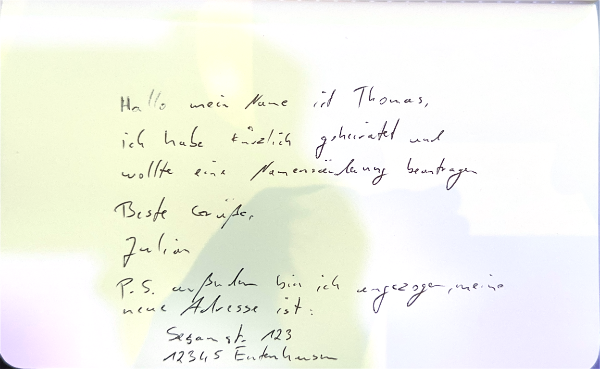 Hallo mein Name ist Thomas,
ich habe kürzlich geheiratet und
wollte eine Namensänderung beantragen
Beste Grüße,
Julian
P.S. außerdem bin ich umgezogen, meine
neue Adresse ist:
Sesamstr. 123
12345 Entenhausen